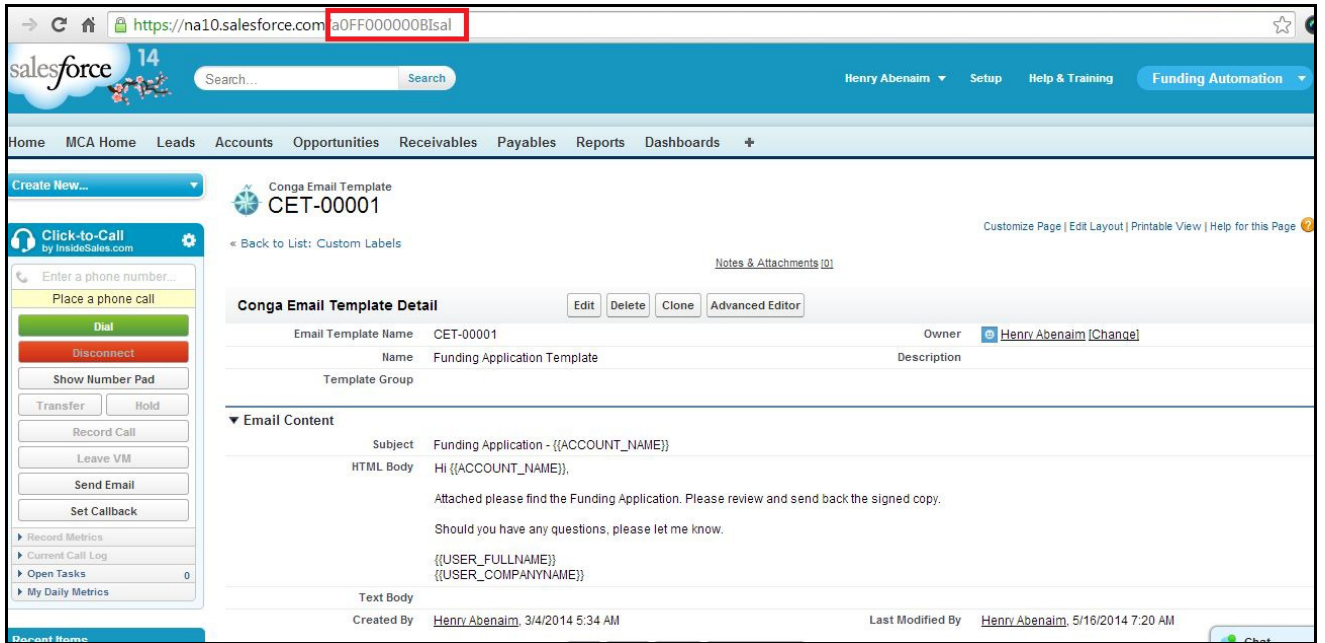 https://na10.salesforce.com/a0FF000000BIsal
salesforce 14
Search... Search Henry Abenaim Setup Help & Training Funding Automation
Home MCA Home Leads Accounts Opportunities Receivables Payables Reports Dashboards +
Create New...
Click-to-Call
by InsideSales.com
Enter a phone number...
Place a phone call
Dial
Disconnect
Show Number Pad
Transfer Hold
Record Call
Leave VM
Send Email
Set Callback
Record Metrics
Current Call Log
Open Tasks 0
My Daily Metrics
Recent Items
Conga Email Template
CET-00001
Customize Page | Edit Layout | Printable View | Help for this Page ?
« Back to List: Custom Labels
Notes & Attachments [0]
Conga Email Template Detail Edit Delete Clone Advanced Editor
Email Template Name CET-00001 Owner Henry Abenaim [Change]
Name Funding Application Template Description
Template Group
Email Content
Subject Funding Application - {{ACCOUNT_NAME}}
HTML Body Hi {{ACCOUNT_NAME}},
Attached please find the Funding Application. Please review and send back the signed copy.
Should you have any questions, please let me know.
{{USER_FULLNAME}}
{{USER_COMPANYNAME}}
Text Body
Created By Henry Abenaim, 3/4/2014 5:34 AM Last Modified By Henry Abenaim, 5/16/2014 7:20 AM
Chat